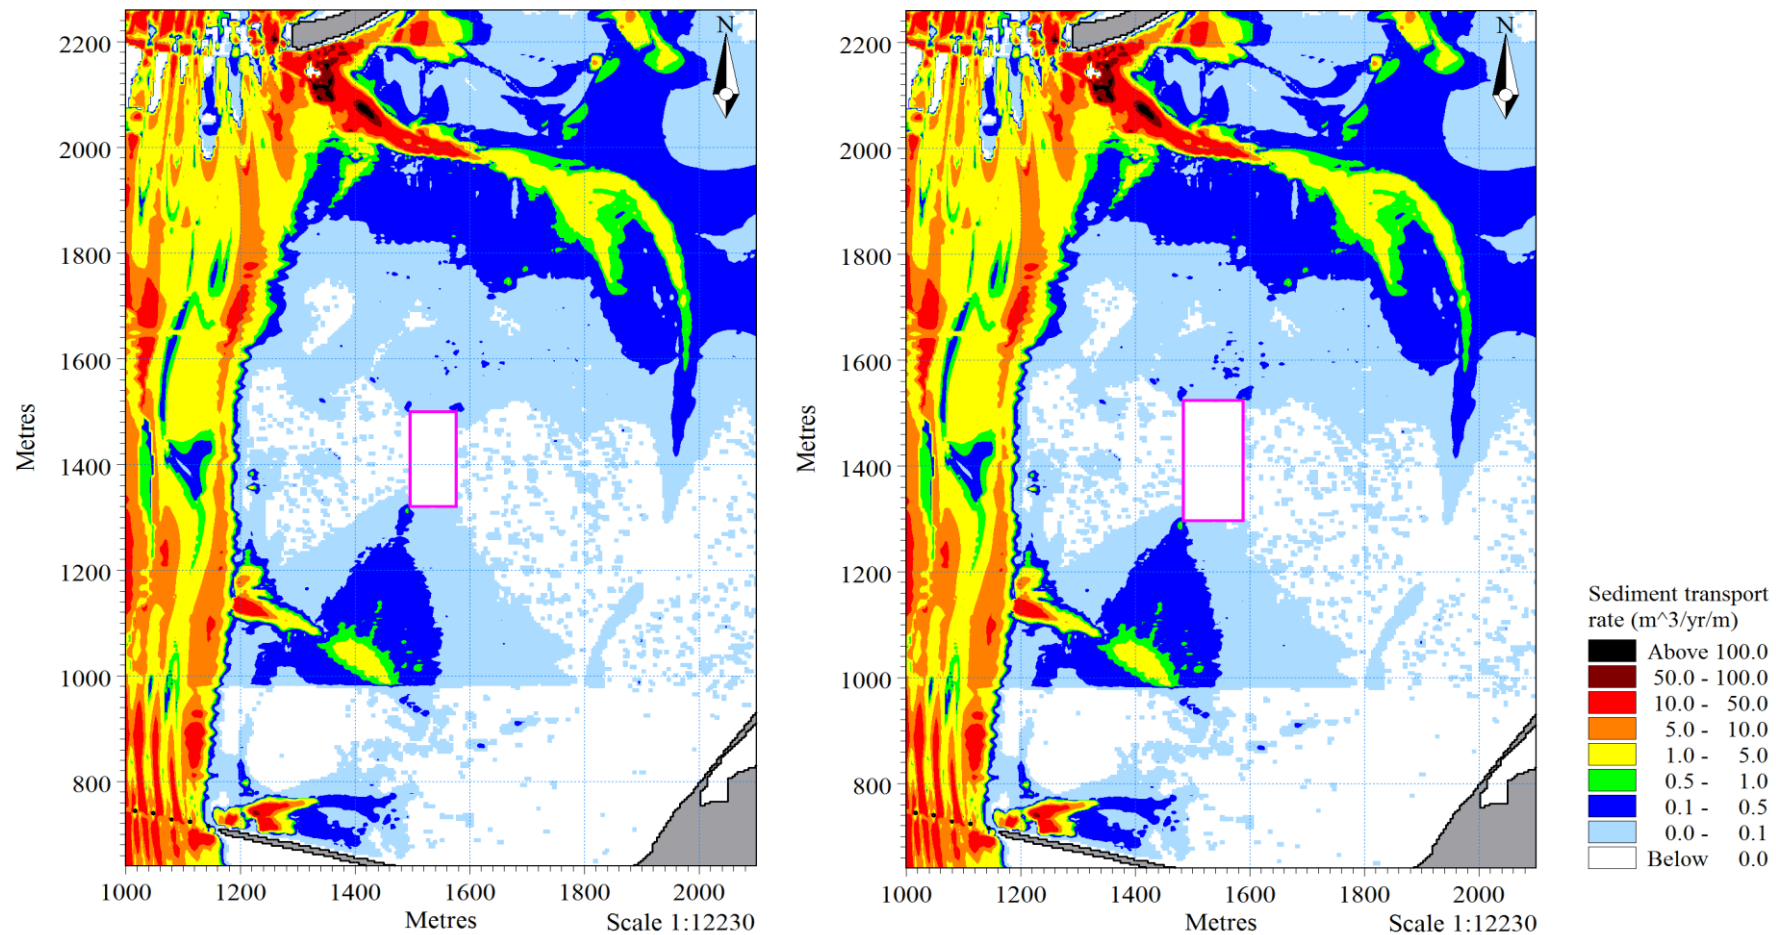 N
2200
2000
1800
1600
1400
1200
1000
800
Metres
1000 1200 1400 1600 1800 2000
Metres
Scale 1:12230
N
2200
2000
1800
1600
1400
1200
1000
800
Metres
1000 1200 1400 1600 1800 2000
Metres
Scale 1:12230
Sediment transport
rate (m^3/yr/m)
Above 100.0
50.0 - 100.0
10.0 - 50.0
5.0 - 10.0
1.0 - 5.0
0.5 - 1.0
0.1 - 0.5
0.0 - 0.1
Below 0.0